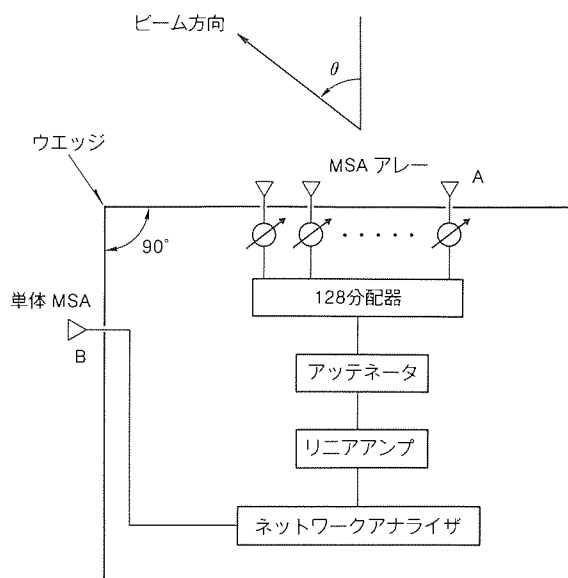 ビーム方向
θ
ウエッジ
MSA アレー
A
90°
128分配器
単体 MSA
B
アッテネータ
リニアアンプ
ネットワークアナライザ